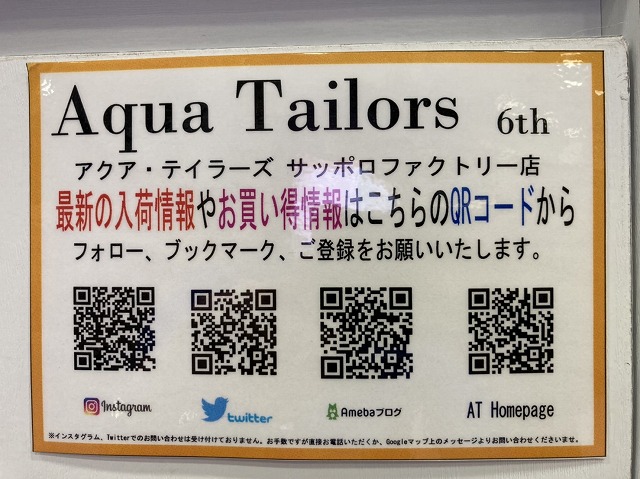 Aqua Tailors 6th
アクア・テイラーズ サッポロファクトリー店
最新の入荷情報やお買い得情報はこちらのQRコードから
フォロー、ブックマーク、ご登録をお願いいたします。
Instagram twitter Amebaブログ AT Homepage
※インスタグラム、Twitterでのお問い合わせは受け付けておりません。お手数ですが直接お電話いただくか、Googleマップ上のメッセージよりお問い合わせくださいませ。